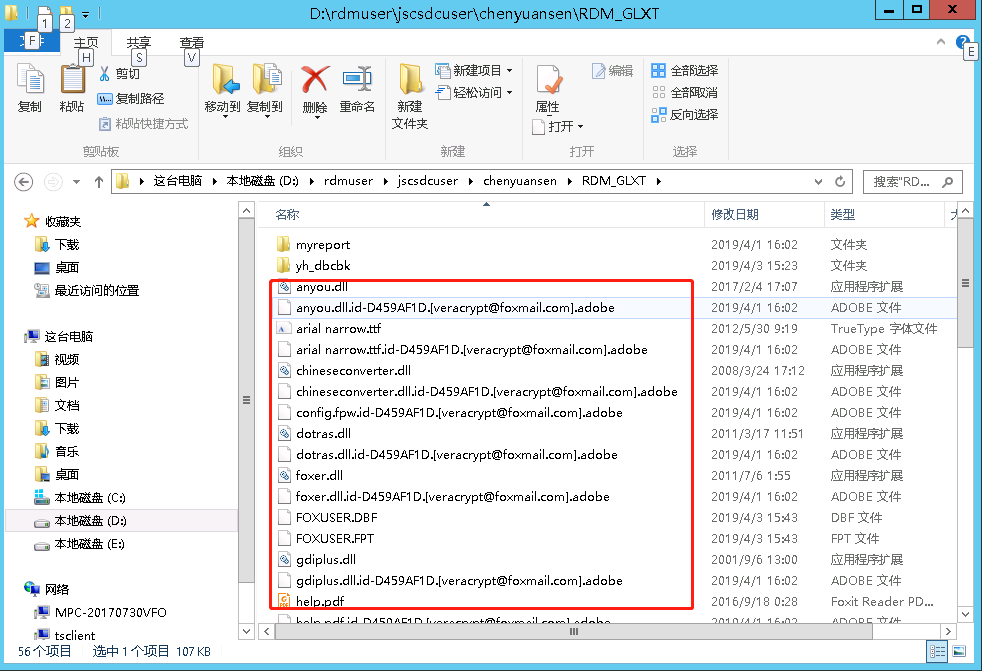 D:\rdmuser\jscsdcuser\chenyuansen\RDM_GLXT
1 2
文件 主页 共享 查看
F H S V E
复制 粘贴 剪切 复制路径 粘贴快捷方式
剪贴板
移动到 复制到 删除 重命名
组织
新建文件夹 新建项目 轻松访问
新建
属性 打开 编辑
打开
全部选择 全部取消 反向选择
选择
这台电脑 本地磁盘 (D:) rdmuser jscsdcuser chenyuansen RDM_GLXT
搜索"RD...
收藏夹
下载
桌面
最近访问的位置
这台电脑
视频
图片
文档
下载
音乐
桌面
本地磁盘 (C:)
本地磁盘 (D:)
本地磁盘 (E:)
网络
MPC-20170730VFO
tsclient
名称 修改日期 类型
myreport 2019/4/1 16:02 文件夹
yh_dbcbk 2019/4/3 15:23 文件夹
anyou.dll 2017/2/4 17:07 应用程序扩展
anyou.dll.id-D459AF1D.[veracrypt@foxmail.com].adobe 2019/4/1 16:02 ADOBE 文件
arial narrow.ttf 2012/5/30 9:19 TrueType 字体文件
arial narrow.ttf.id-D459AF1D.[veracrypt@foxmail.com].adobe 2019/4/1 16:02 ADOBE 文件
chineseconverter.dll 2008/3/24 17:12 应用程序扩展
chineseconverter.dll.id-D459AF1D.[veracrypt@foxmail.com].adobe 2019/4/1 16:02 ADOBE 文件
config.fpw.id-D459AF1D.[veracrypt@foxmail.com].adobe 2019/4/1 16:02 ADOBE 文件
dotras.dll 2011/3/17 11:51 应用程序扩展
dotras.dll.id-D459AF1D.[veracrypt@foxmail.com].adobe 2019/4/1 16:02 ADOBE 文件
foxer.dll 2011/7/6 1:55 应用程序扩展
foxer.dll.id-D459AF1D.[veracrypt@foxmail.com].adobe 2019/4/1 16:02 ADOBE 文件
FOXUSER.DBF 2019/4/3 15:43 DBF 文件
FOXUSER.FPT 2019/4/3 15:43 FPT 文件
gdiplus.dll 2001/9/6 13:00 应用程序扩展
gdiplus.dll.id-D459AF1D.[veracrypt@foxmail.com].adobe 2019/4/1 16:02 ADOBE 文件
help.pdf 2016/9/18 0:28 Foxit Reader PD...
help.pdf.id-D459AF1D.[veracrypt@foxmail.com].adobe 2019/4/1 16:02 ADOBE 文件
56 个项目 选中 1 个项目 107 KB